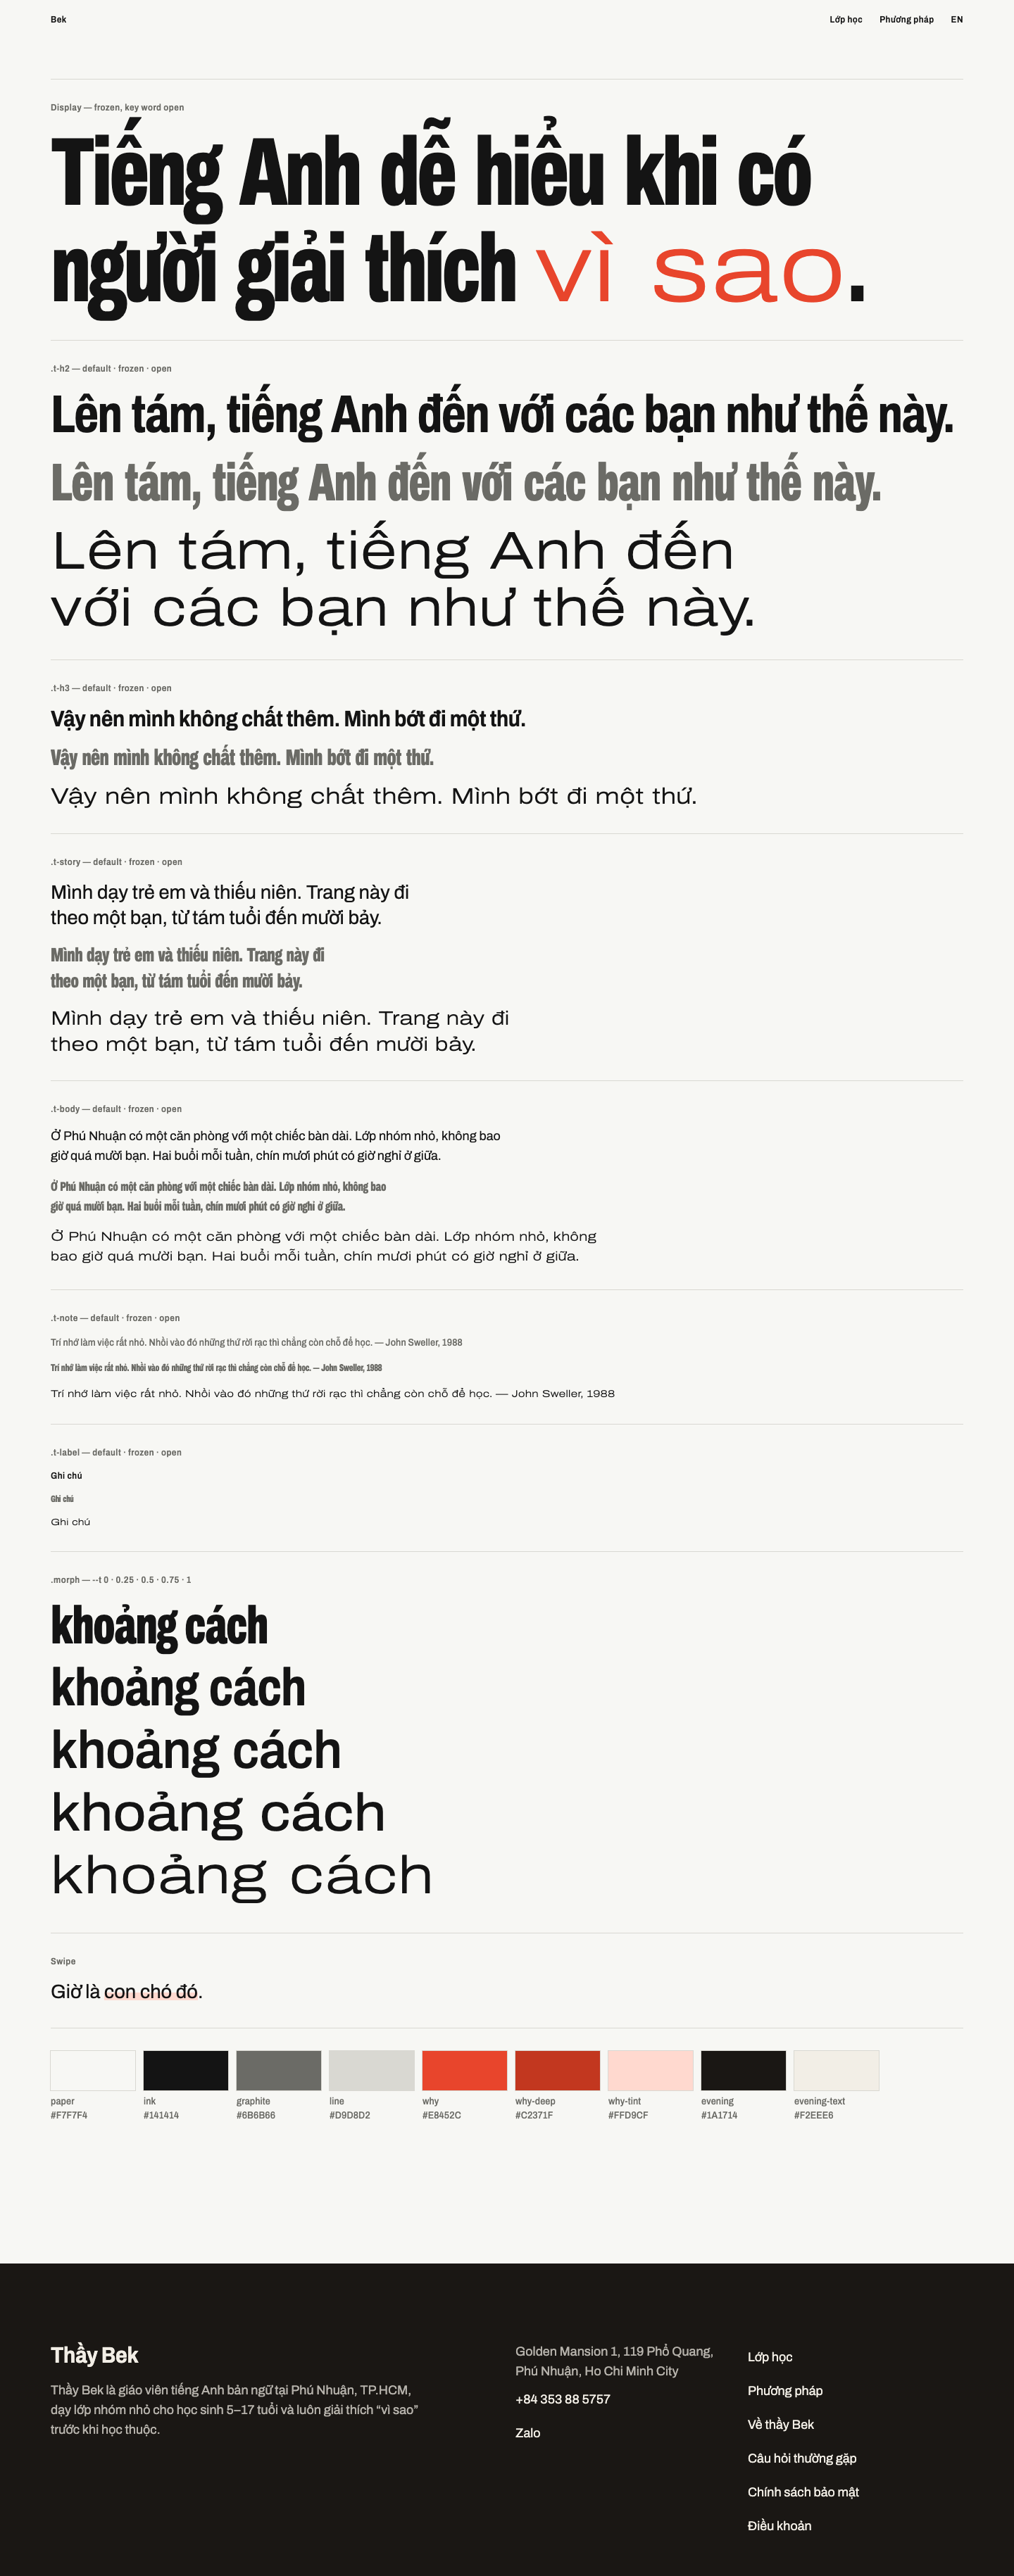 Bek
Lớp học
Phương pháp
EN
Display — frozen, key word open
Tiếng Anh dễ hiểu khi có
người giải thích vì sao.
.t-h2 — default · frozen · open
Lên tám, tiếng Anh đến với các bạn như thế này.
Lên tám, tiếng Anh đến với các bạn như thế này.
Lên tám, tiếng Anh đến
với các bạn như thế này.
.t-h3 — default · frozen · open
Vậy nên mình không chất thêm. Mình bớt đi một thứ.
Vậy nên mình không chất thêm. Mình bớt đi một thứ.
Vậy nên mình không chất thêm. Mình bớt đi một thứ.
.t-story — default · frozen · open
Mình dạy trẻ em và thiếu niên. Trang này đi
theo một bạn, từ tám tuổi đến mười bảy.
Mình dạy trẻ em và thiếu niên. Trang này đi
theo một bạn, từ tám tuổi đến mười bảy.
Mình dạy trẻ em và thiếu niên. Trang này đi
theo một bạn, từ tám tuổi đến mười bảy.
.t-body — default · frozen · open
Ở Phú Nhuận có một căn phòng với một chiếc bàn dài. Lớp nhóm nhỏ, không bao
giờ quá mười bạn. Hai buổi mỗi tuần, chín mươi phút có giờ nghỉ ở giữa.
Ở Phú Nhuận có một căn phòng với một chiếc bàn dài. Lớp nhóm nhỏ, không bao
giờ quá mười bạn. Hai buổi mỗi tuần, chín mươi phút có giờ nghỉ ở giữa.
Ở Phú Nhuận có một căn phòng với một chiếc bàn dài. Lớp nhóm nhỏ, không
bao giờ quá mười bạn. Hai buổi mỗi tuần, chín mươi phút có giờ nghỉ ở giữa.
.t-note — default · frozen · open
Trí nhớ làm việc rất nhỏ. Nhồi vào đó những thứ rời rạc thì chẳng còn chỗ để học. — John Sweller, 1988
Trí nhớ làm việc rất nhỏ. Nhồi vào đó những thứ rời rạc thì chẳng còn chỗ để học. — John Sweller, 1988
Trí nhớ làm việc rất nhỏ. Nhồi vào đó những thứ rời rạc thì chẳng còn chỗ để học. — John Sweller, 1988
.t-label — default · frozen · open
Ghi chú
Ghi chú
Ghi chú
.morph — --t 0 · 0.25 · 0.5 · 0.75 · 1
khoảng cách
khoảng cách
khoảng cách
khoảng cách
khoảng cách
Swipe
Giờ là con chó đó.
paper
#F7F7F4
ink
#141414
graphite
#6B6B66
line
#D9D8D2
why
#E8452C
why-deep
#C2371F
why-tint
#FFD9CF
evening
#1A1714
evening-text
#F2EEE6
Thầy Bek
Thầy Bek là giáo viên tiếng Anh bản ngữ tại Phú Nhuận, TP.HCM,
dạy lớp nhóm nhỏ cho học sinh 5–17 tuổi và luôn giải thích “vì sao”
trước khi học thuộc.
Golden Mansion 1, 119 Phổ Quang,
Phú Nhuận, Ho Chi Minh City
+84 353 88 5757
Zalo
Lớp học
Phương pháp
Về thầy Bek
Câu hỏi thường gặp
Chính sách bảo mật
Điều khoản